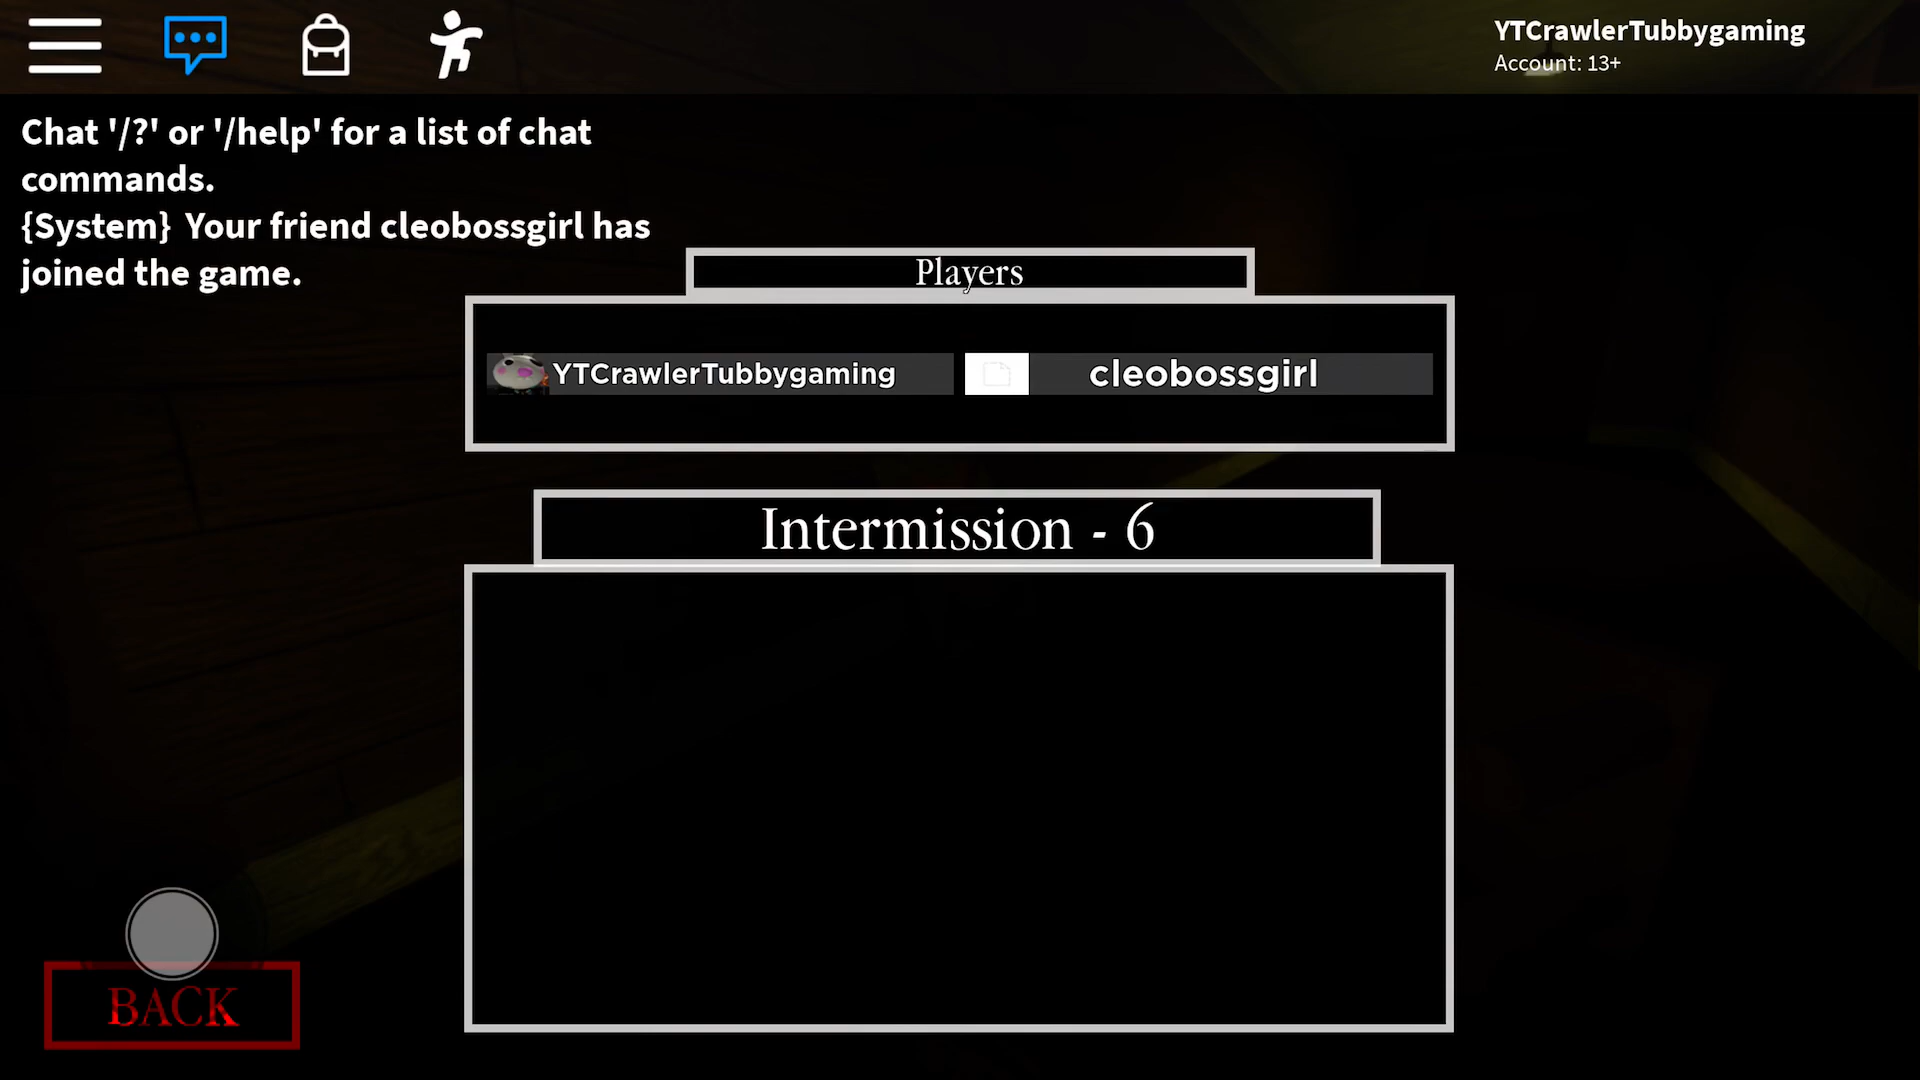 YTCrawlerTubbygaming
Account: 13+
Chat '/?' or '/help' for a list of chat
commands.
{System} Your friend cleobossgirl has
joined the game.
Players
YTCrawlerTubbygaming
cleobossgirl
Intermission - 6
BACK